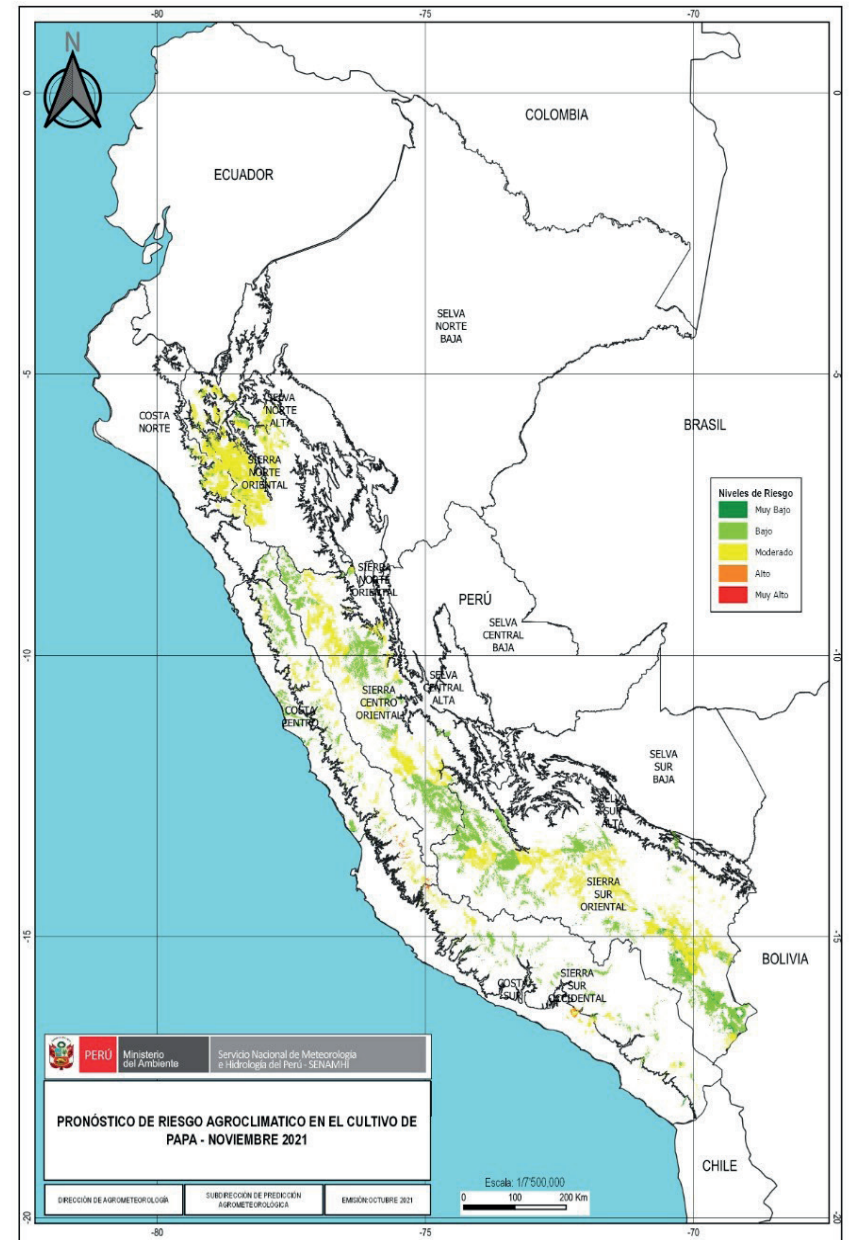 -80
-75
-70
N
0
0
COLOMBIA
ECUADOR
SELVA
NORTE
BAJA
-5
-5
COSTA
NORTE
SELVA
NORTE
ALTA
BRASIL
SIERRA
NORTE
ORIENTAL
Niveles de Riesgo
Muy Bajo
Bajo
Moderado
Alto
Muy Alto
SIERRA
NORTE
ORIENTAL
PERÚ
SELVA
CENTRAL
BAJA
-10
-10
SELVA
CENTRAL
ALTA
SIERRA
CENTRO
ORIENTAL
COSTA
CENTRO
SELVA
SUR
BAJA
SELVA
SUR
ALTA
SIERRA
SUR
ORIENTAL
-15
-15
BOLIVIA
COSTA
SUR
SIERRA
SUR
OCCIDENTAL
PERÚ
Ministerio
del Ambiente
Servicio Nacional de Meteorología
e Hidrología del Perú - SENAMHI
PRONÓSTICO DE RIESGO AGROCLIMATICO EN EL CULTIVO DE
PAPA - NOVIEMBRE 2021
DIRECCIÓN DE AGROMETEOROLOGÍA
SUBDIRECCIÓN DE PREDICCIÓN
AGROMETEOROLÓGICA
EMISIÓN:OCTUBRE 2021
CHILE
Escala: 1/7'500,000
0 100 200 Km
-20
-20
-80
-75
-70